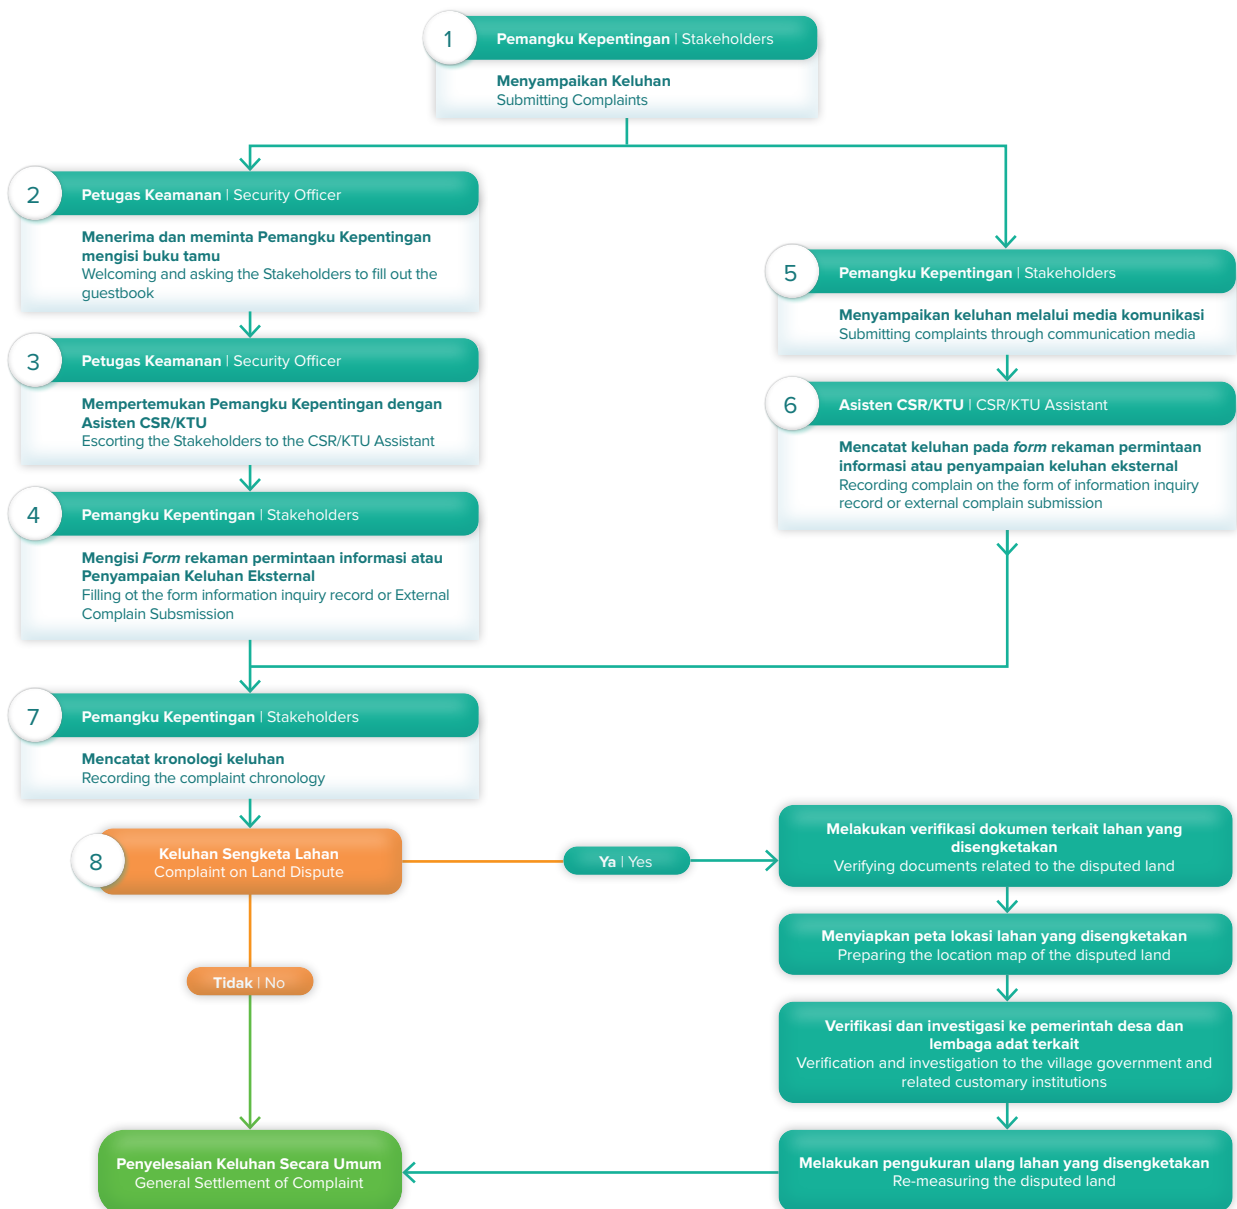 1
Pemangku Kepentingan | Stakeholders
Menyampaikan Keluhan
Submitting Complaints
2
Petugas Keamanan | Security Officer
Menerima dan meminta Pemangku Kepentingan
mengisi buku tamu
Welcoming and asking the Stakeholders to fill out the
guestbook
3
Petugas Keamanan | Security Officer
Mempertemukan Pemangku Kepentingan dengan
Asisten CSR/KTU
Escorting the Stakeholders to the CSR/KTU Assistant
4
Pemangku Kepentingan | Stakeholders
Mengisi Form rekaman permintaan informasi atau
Penyampaian Keluhan Eksternal
Filling ot the form information inquiry record or External
Complain Subsmission
5
Pemangku Kepentingan | Stakeholders
Menyampaikan keluhan melalui media komunikasi
Submitting complaints through communication media
6
Asisten CSR/KTU | CSR/KTU Assistant
Mencatat keluhan pada form rekaman permintaan
informasi atau penyampaian keluhan eksternal
Recording complain on the form of information inquiry
record or external complain submission
7
Pemangku Kepentingan | Stakeholders
Mencatat kronologi keluhan
Recording the complaint chronology
8
Keluhan Sengketa Lahan
Complaint on Land Dispute
Ya | Yes
Melakukan verifikasi dokumen terkait lahan yang
disengketakan
Verifying documents related to the disputed land
Menyiapkan peta lokasi lahan yang disengketakan
Preparing the location map of the disputed land
Tidak | No
Verifikasi dan investigasi ke pemerintah desa dan
lembaga adat terkait
Verification and investigation to the village government and
related customary institutions
Melakukan pengukuran ulang lahan yang disengketakan
Re-measuring the disputed land
Penyelesaian Keluhan Secara Umum
General Settlement of Complaint